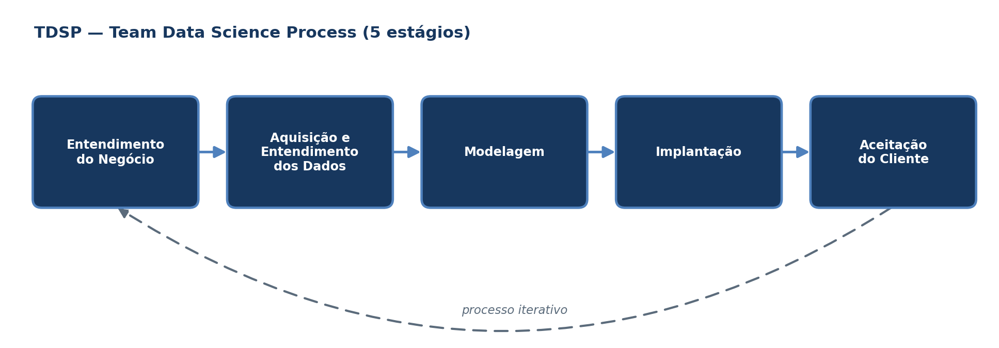 TDSP — Team Data Science Process (5 estágios)
Entendimento
do Negócio
Aquisição e
Entendimento
dos Dados
Modelagem
Implantação
Aceitação
do Cliente
processo iterativo